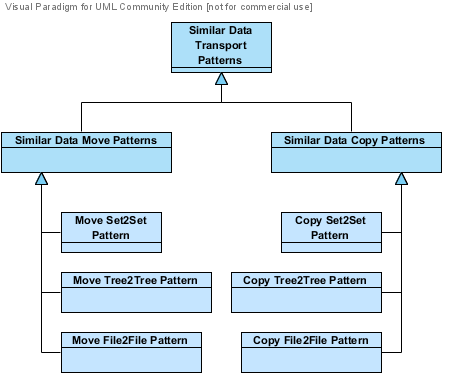 Visual Paradigm for UML Community Edition [not for commercial use]
Similar Data
Transport
Patterns
Similar Data Move Patterns
Similar Data Copy Patterns
Move Set2Set
Pattern
Copy Set2Set
Pattern
Move Tree2Tree Pattern
Copy Tree2Tree Pattern
Move File2File Pattern
Copy File2File Pattern